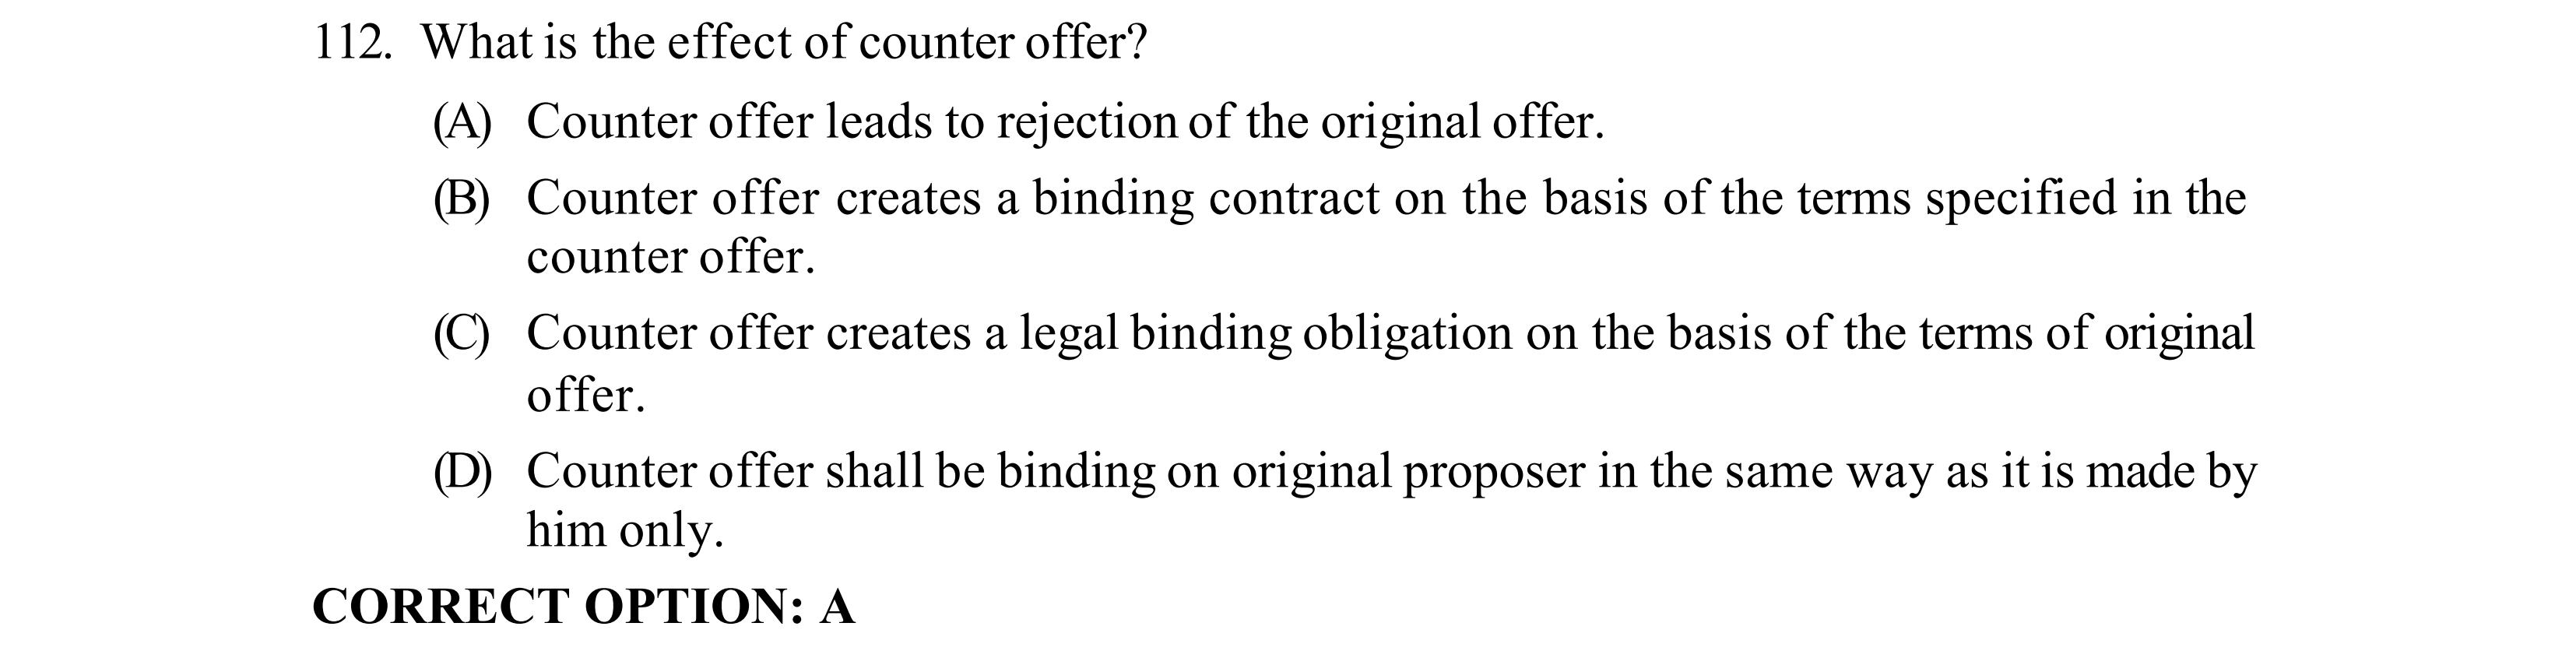 112. What is the effect of counter offer?
(A) Counter offer leads to rejection of the original offer.
(B) Counter offer creates a binding contract on the basis of the terms specified in the
counter offer.
(C) Counter offer creates a legal binding obligation on the basis of the terms of original
offer.
(D) Counter offer shall be binding on original proposer in the same way as it is made by
him only.
CORRECT OPTION: A